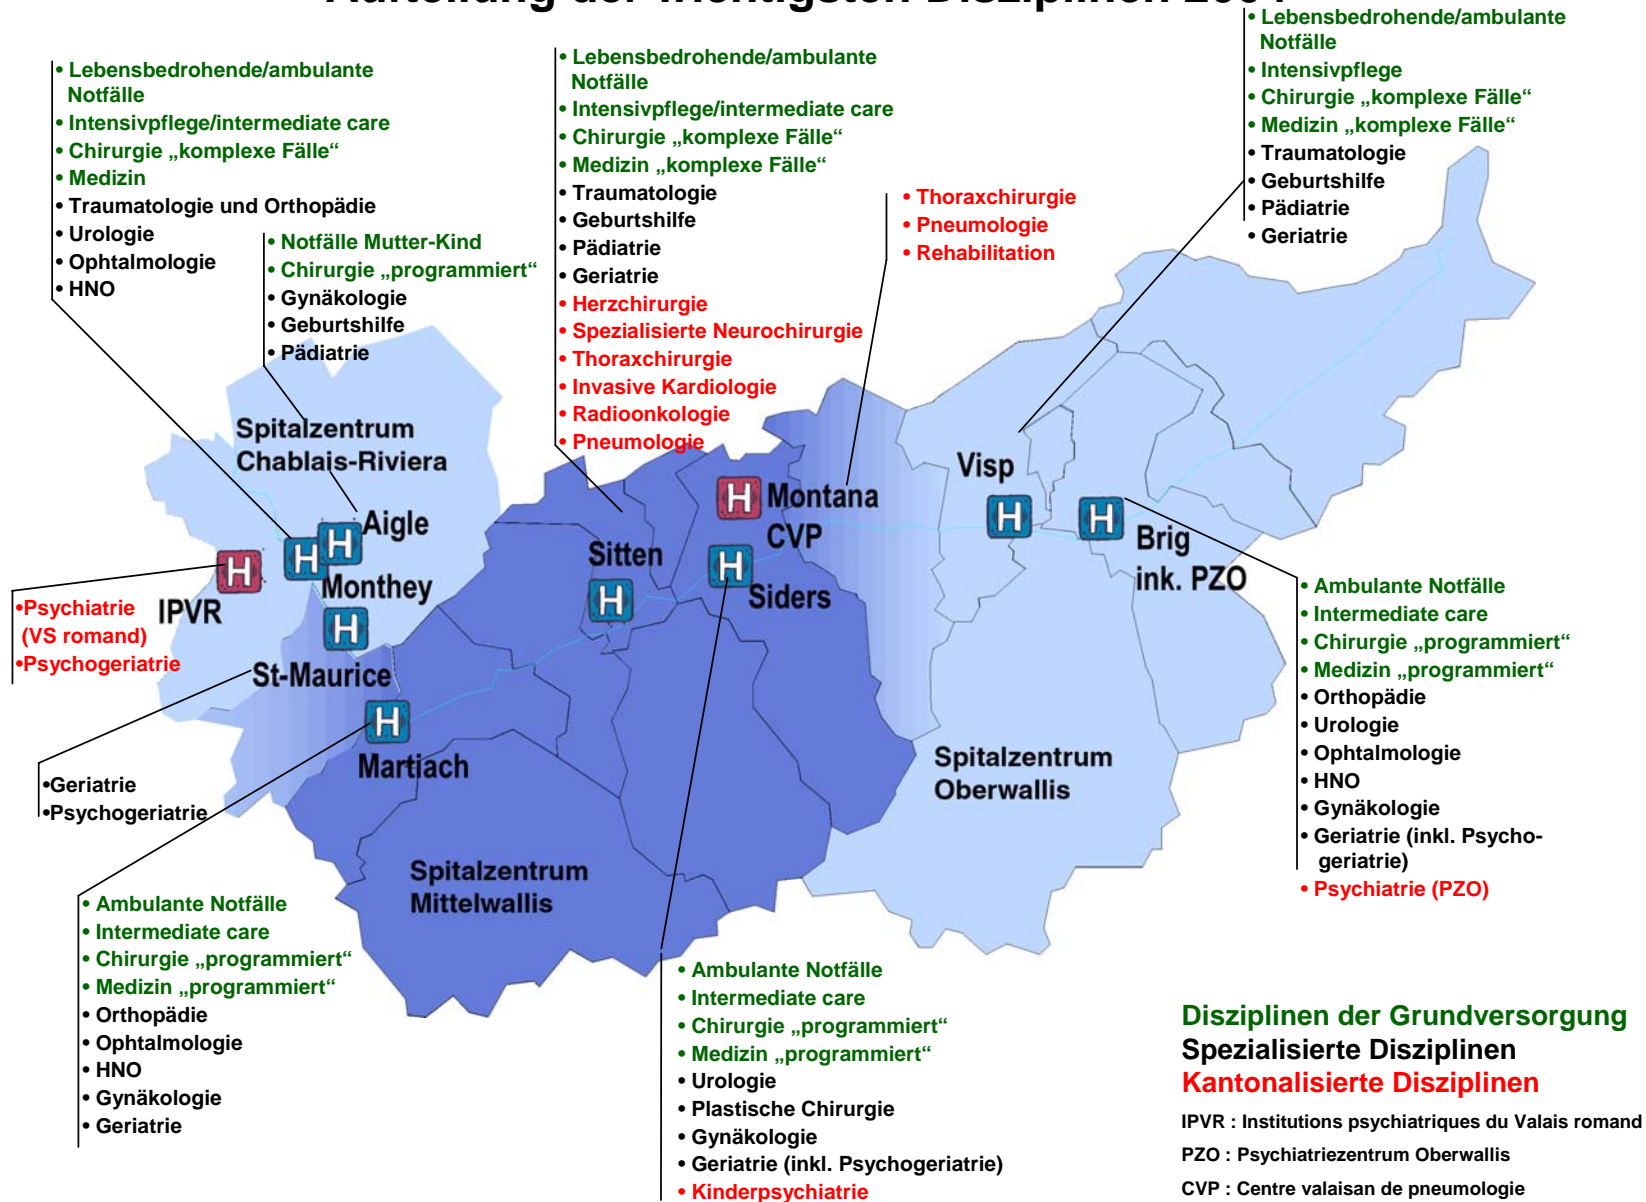 • Lebensbedrohende/ambulante
Notfälle
• Intensivpflege/intermediate care
• Chirurgie „komplexe Fälle“
• Medizin
• Traumatologie und Orthopädie
• Urologie
• Ophtalmologie
• HNO
• Notfälle Mutter-Kind
• Chirurgie „programmiert“
• Gynäkologie
• Geburtshilfe
• Pädiatrie
• Lebensbedrohende/ambulante
Notfälle
• Intensivpflege/intermediate care
• Chirurgie „komplexe Fälle“
• Medizin „komplexe Fälle“
• Traumatologie
• Geburtshilfe
• Pädiatrie
• Geriatrie
• Herzchirurgie
• Spezialisierte Neurochirurgie
• Thoraxchirurgie
• Invasive Kardiologie
• Radioonkologie
• Pneumologie
• Thoraxchirurgie
• Pneumologie
• Rehabilitation
• Lebensbedrohende/ambulante
Notfälle
• Intensivpflege
• Chirurgie „komplexe Fälle“
• Medizin „komplexe Fälle“
• Traumatologie
• Geburtshilfe
• Pädiatrie
• Geriatrie
Spitalzentrum
Chablais-Riviera
H Aigle
H Monthey
H IPVR
H St-Maurice
H Martiach
Sitten H
H Montana
CVP
H Siders
Visp H
H Brig
ink. PZO
Spitalzentrum
Mittelwallis
Spitalzentrum
Oberwallis
•Psychiatrie
(VS romand)
•Psychogeriatrie
•Geriatrie
•Psychogeriatrie
• Ambulante Notfälle
• Intermediate care
• Chirurgie „programmiert“
• Medizin „programmiert“
• Orthopädie
• Ophtalmologie
• HNO
• Gynäkologie
• Geriatrie
• Ambulante Notfälle
• Intermediate care
• Chirurgie „programmiert“
• Medizin „programmiert“
• Urologie
• Plastische Chirurgie
• Gynäkologie
• Geriatrie (inkl. Psychogeriatrie)
• Kinderpsychiatrie
• Ambulante Notfälle
• Intermediate care
• Chirurgie „programmiert“
• Medizin „programmiert“
• Orthopädie
• Urologie
• Ophtalmologie
• HNO
• Gynäkologie
• Geriatrie (inkl. Psycho-
geriatrie)
• Psychiatrie (PZO)
Disziplinen der Grundversorgung
Spezialisierte Disziplinen
Kantonalisierte Disziplinen
IPVR : Institutions psychiatriques du Valais romand
PZO : Psychiatriezentrum Oberwallis
CVP : Centre valaisan de pneumologie